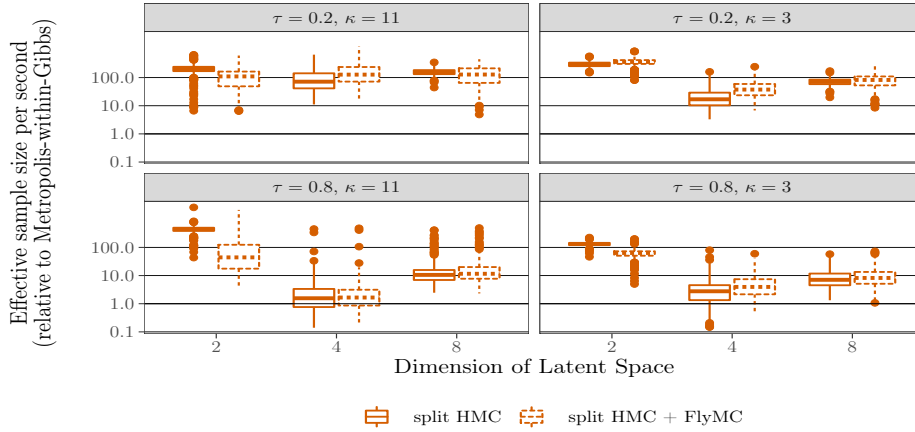 τ = 0.2, κ = 11
τ = 0.2, κ = 3
100.0
10.0
1.0
0.1
τ = 0.8, κ = 11
τ = 0.8, κ = 3
100.0
10.0
1.0
0.1
2
4
8
2
4
8
Effective sample size per second
(relative to Metropolis-within-Gibbs)
Dimension of Latent Space
split HMC
split HMC + FlyMC